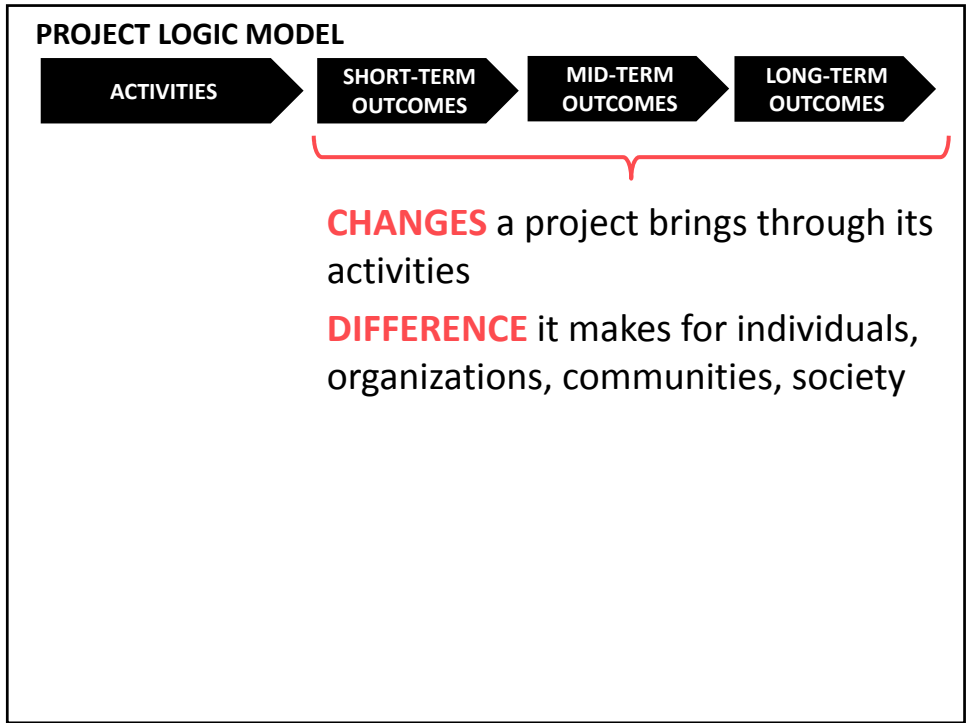 PROJECT LOGIC MODEL
ACTIVITIES
SHORT-TERM
OUTCOMES
MID-TERM
OUTCOMES
LONG-TERM
OUTCOMES
CHANGES a project brings through its
activities
DIFFERENCE it makes for individuals,
organizations, communities, society